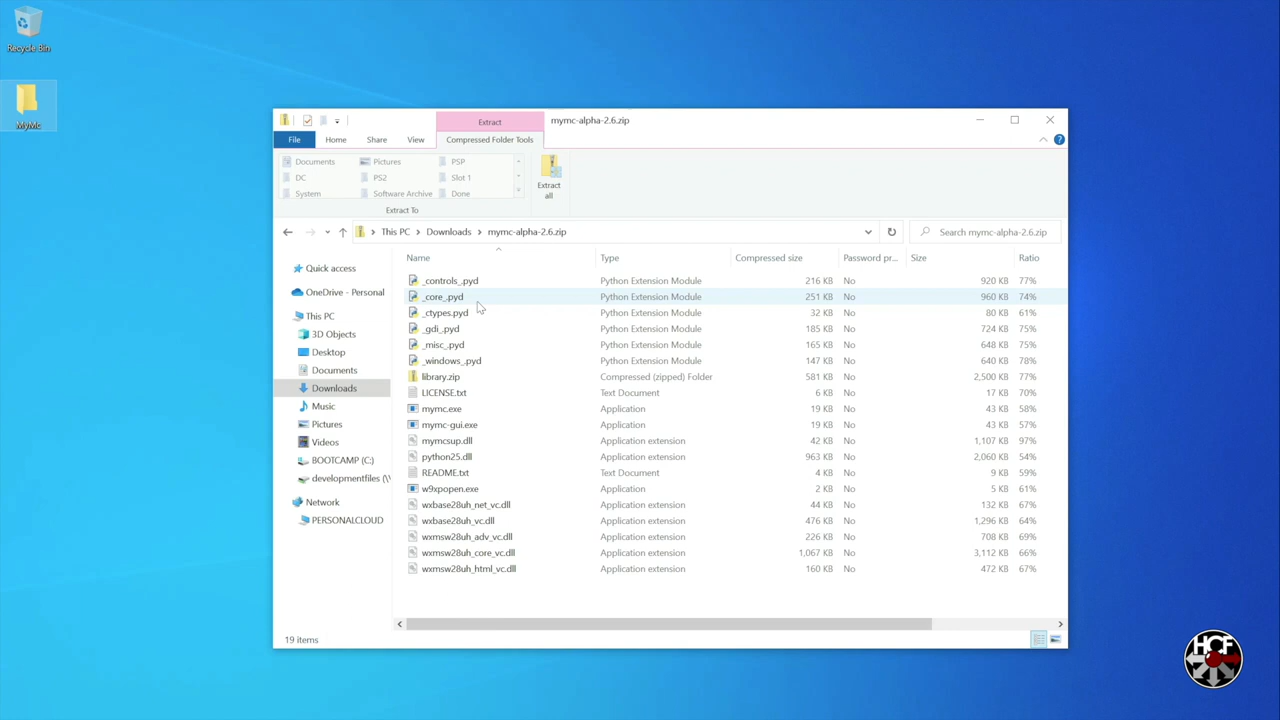 Recycle Bin
MyMc
Extract
mymc-alpha-2.6.zip
File
Home
Share
View
Compressed Folder Tools
Documents
Pictures
PSP
DC
PS2
Slot 1
System
Software Archive
Done
Extract To
Extract
all
This PC
Downloads
mymc-alpha-2.6.zip
Search mymc-alpha-2.6.zip
Name
Type
Compressed size
Password pr...
Size
Ratio
Quick access
OneDrive - Personal
This PC
3D Objects
Desktop
Documents
Downloads
Music
Pictures
Videos
BOOTCAMP (C:)
developmentfiles (\\
Network
PERSONALCLOUD
_controls_.pyd Python Extension Module 216 KB No 920 KB 77%
_core_.pyd Python Extension Module 251 KB No 960 KB 74%
_ctypes.pyd Python Extension Module 32 KB No 80 KB 61%
_gdi_.pyd Python Extension Module 185 KB No 724 KB 75%
_misc_.pyd Python Extension Module 165 KB No 648 KB 75%
_windows_.pyd Python Extension Module 147 KB No 640 KB 78%
library.zip Compressed (zipped) Folder 581 KB No 2,500 KB 77%
LICENSE.txt Text Document 6 KB No 17 KB 70%
mymc.exe Application 19 KB No 43 KB 58%
mymc-gui.exe Application 19 KB No 43 KB 57%
mymcsup.dll Application extension 42 KB No 1,107 KB 97%
python25.dll Application extension 963 KB No 2,060 KB 54%
README.txt Text Document 4 KB No 9 KB 59%
w9xpopen.exe Application 2 KB No 5 KB 61%
wxbase28uh_net_vc.dll Application extension 44 KB No 132 KB 67%
wxbase28uh_vc.dll Application extension 476 KB No 1,296 KB 64%
wxmsw28uh_adv_vc.dll Application extension 226 KB No 708 KB 69%
wxmsw28uh_core_vc.dll Application extension 1,067 KB No 3,112 KB 66%
wxmsw28uh_html_vc.dll Application extension 160 KB No 472 KB 67%
19 items
HCF